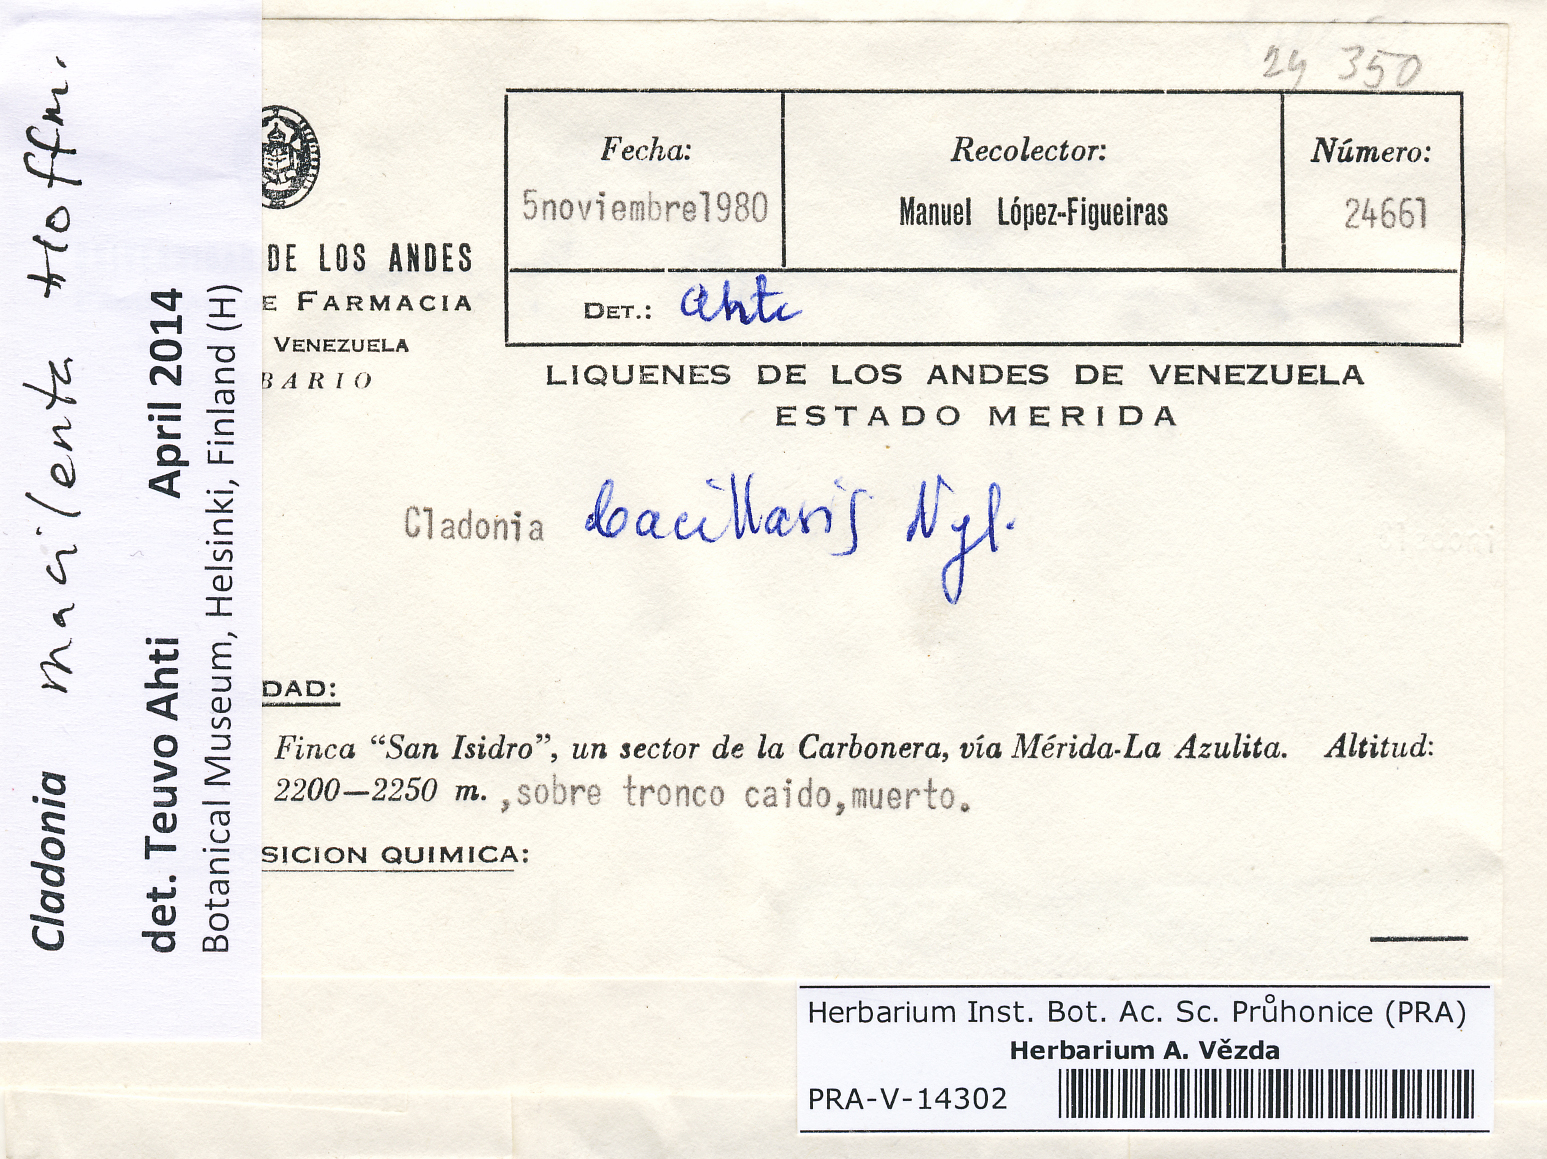 24 350
Fecha:
5noviembre1980
Recolector:
Manuel López-Figueiras
Número:
24661
DET.: Ahti
DE LOS ANDES
E FARMACIA
VENEZUELA
BARIO
LIQUENES DE LOS ANDES DE VENEZUELA
ESTADO MERIDA
Cladonia bacillaris Nyl.
DAD:
Finca “San Isidro”, un sector de la Carbonera, vía Mérida-La Azulita. Altitud:
2200—2250 m. ,sobre tronco caido,muerto.
SICION QUIMICA:
Cladonia macilenta Hoffm.
det. Teuvo Ahti April 2014
Botanical Museum, Helsinki, Finland (H)
Herbarium Inst. Bot. Ac. Sc. Průhonice (PRA)
Herbarium A. Vězda
PRA-V-14302